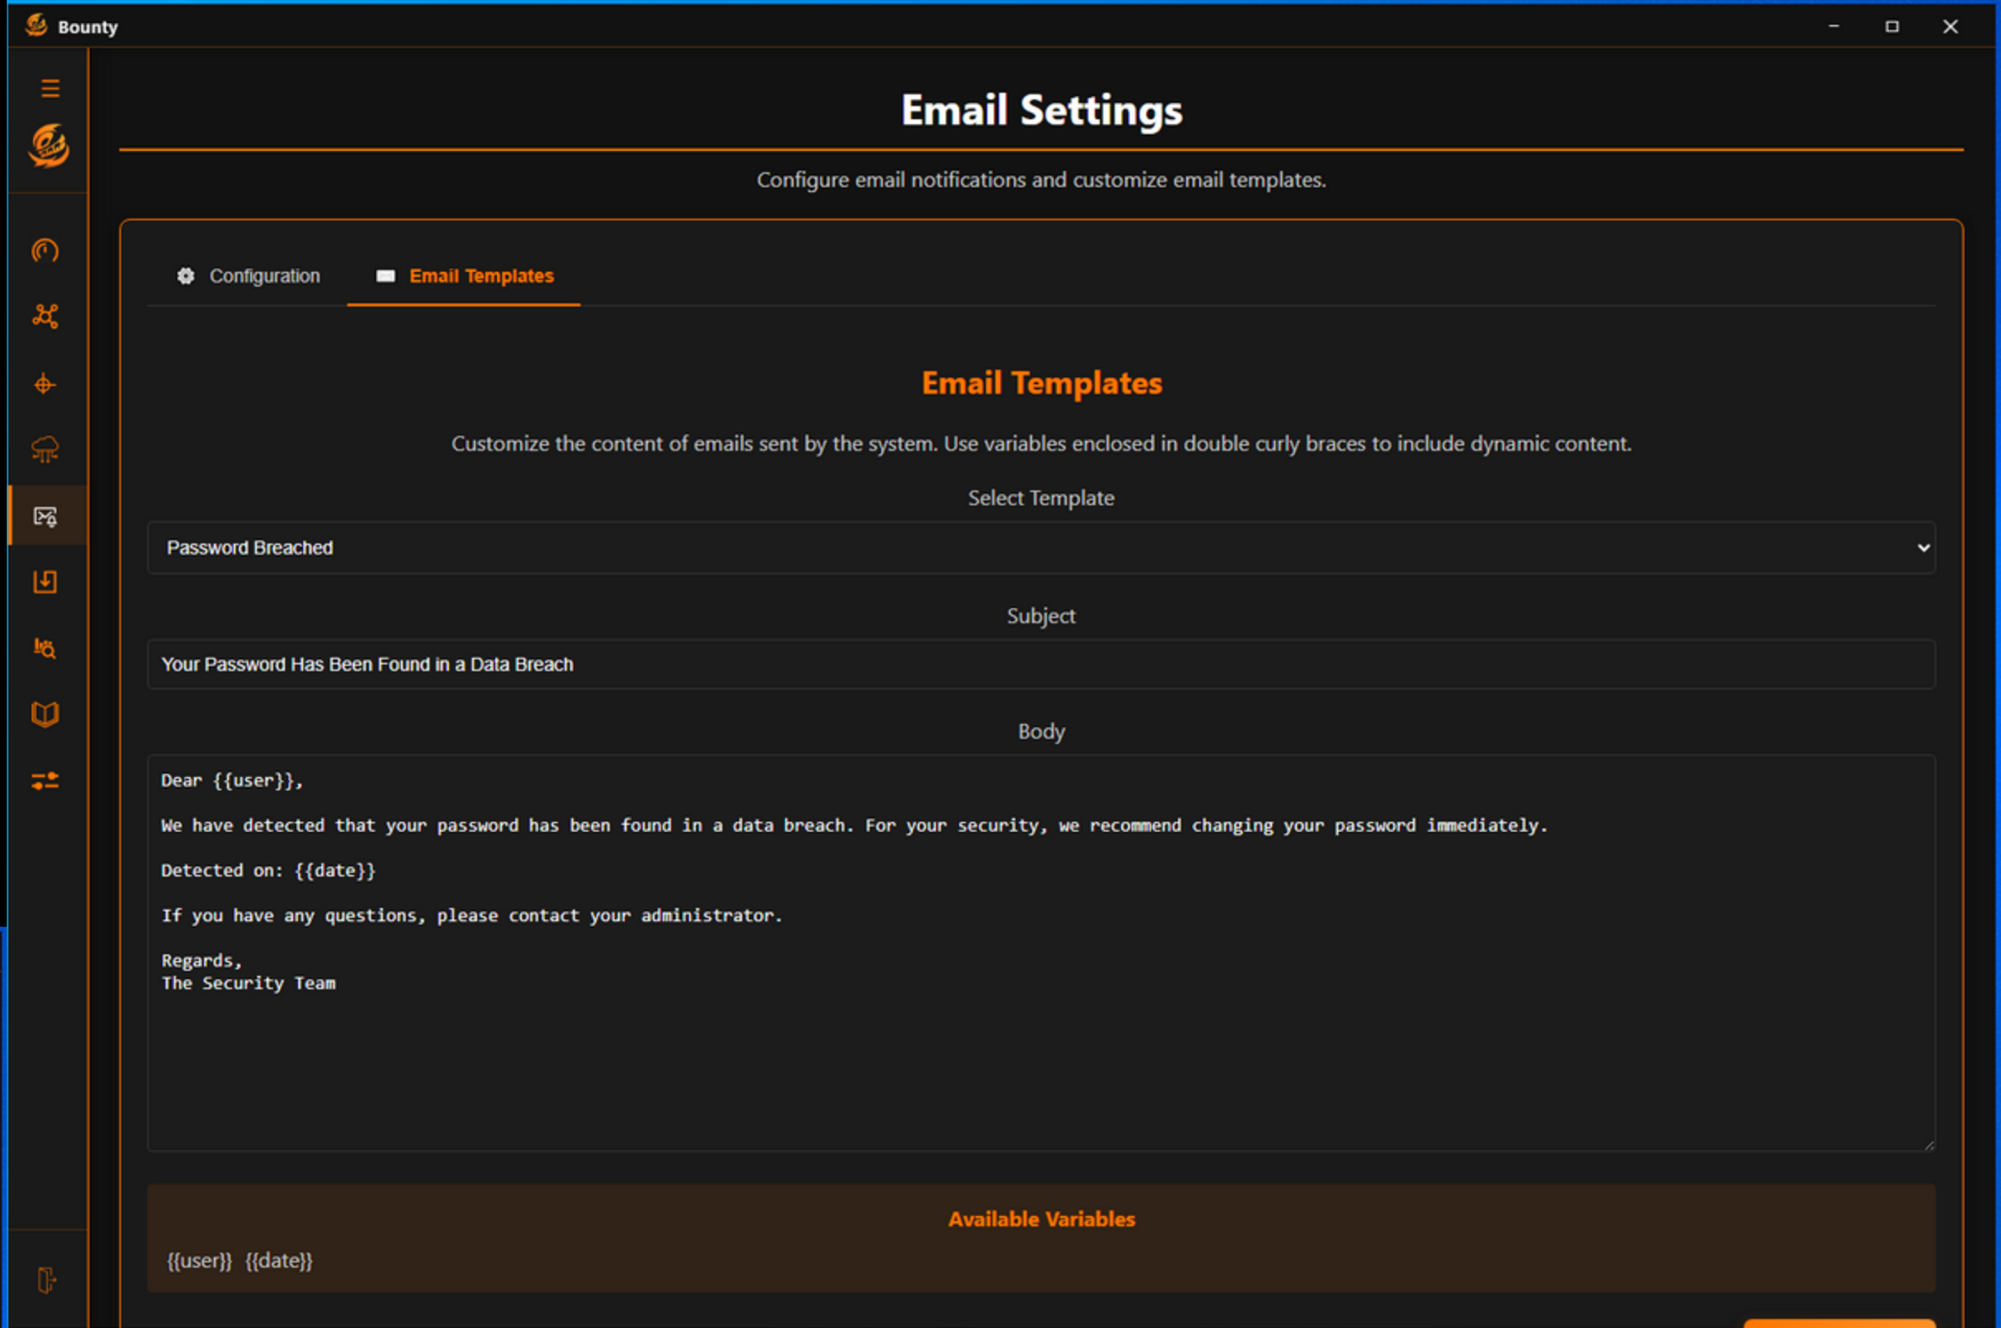 Bounty
Email Settings
Configure email notifications and customize email templates.
Configuration
Email Templates
Email Templates
Customize the content of emails sent by the system. Use variables enclosed in double curly braces to include dynamic content.
Select Template
Password Breached
Subject
Your Password Has Been Found in a Data Breach
Body
Dear {{user}},
We have detected that your password has been found in a data breach. For your security, we recommend changing your password immediately.
Detected on: {{date}}
If you have any questions, please contact your administrator.
Regards,
The Security Team
Available Variables
{{user}} {{date}}